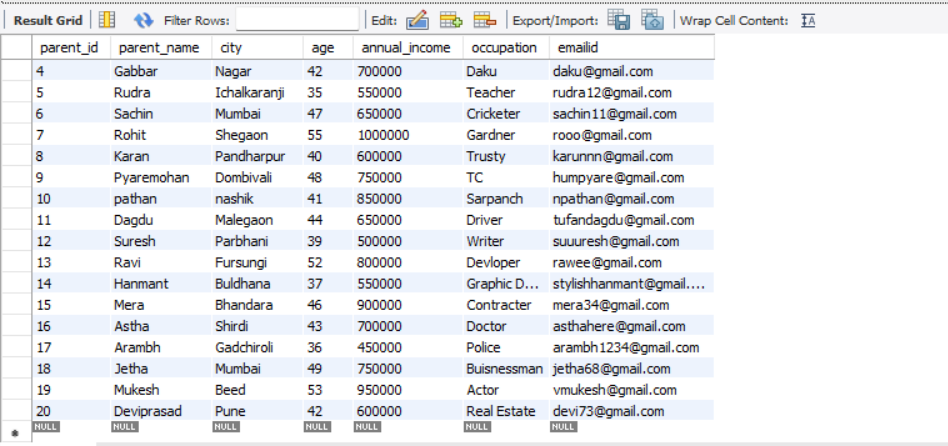 Result Grid Filter Rows: Edit: Export/Import: Wrap Cell Content: IA
parent_id parent_name city age annual_income occupation emailid
4 Gabbar Nagar 42 700000 Daku daku@gmail.com
5 Rudra Ichalkaranji 35 550000 Teacher rudra12@gmail.com
6 Sachin Mumbai 47 650000 Cricketer sachin11@gmail.com
7 Rohit Shegaon 55 1000000 Gardner rooo@gmail.com
8 Karan Pandharpur 40 600000 Trusty karunnn@gmail.com
9 Pyaremohan Dombivali 48 750000 TC humpyare@gmail.com
10 pathan nashik 41 850000 Sarpanch npathan@gmail.com
11 Dagdu Malegaon 44 650000 Driver tufandagdu@gmail.com
12 Suresh Parbhani 39 500000 Writer suuuresh@gmail.com
13 Ravi Fursungi 52 800000 Devloper rawee@gmail.com
14 Hanmant Buldhana 37 550000 Graphic D... stylishhanmant@gmail....
15 Mera Bhandara 46 900000 Contracter mera34@gmail.com
16 Astha Shirdi 43 700000 Doctor asthahere@gmail.com
17 Arambh Gadchiroli 36 450000 Police arambh1234@gmail.com
18 Jetha Mumbai 49 750000 Buisnessman jetha68@gmail.com
19 Mukesh Beed 53 950000 Actor vmukesh@gmail.com
20 Deviprasad Pune 42 600000 Real Estate devi73@gmail.com
NULL NULL NULL NULL NULL NULL NULL